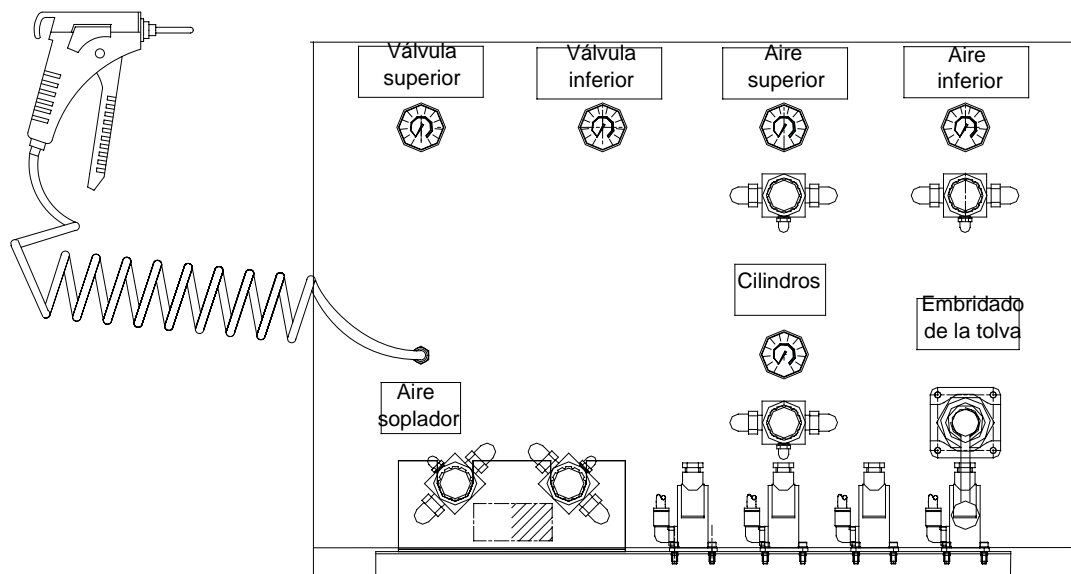 Válvula
superior
Válvula
inferior
Aire
superior
Aire
inferior
Cilindros
Embridado
de la tolva
Aire
soplador